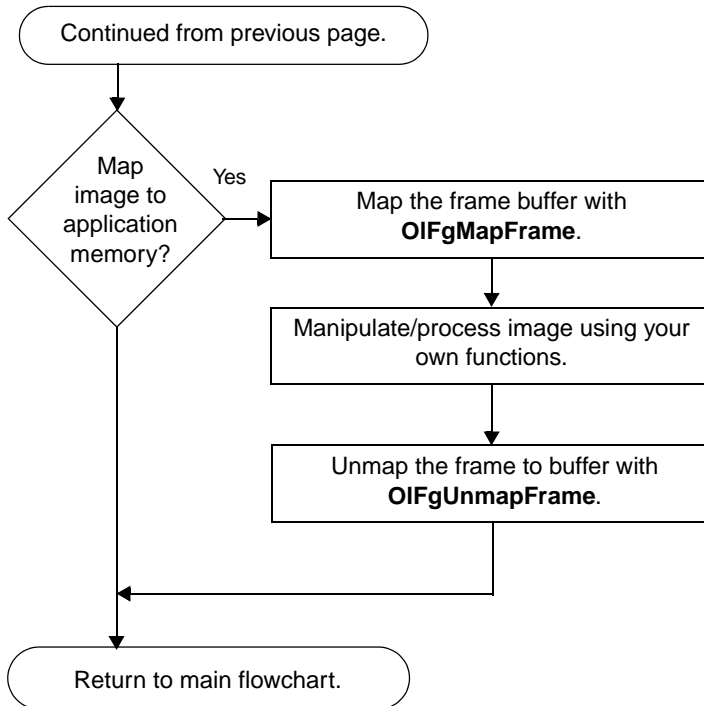 Continued from previous page.
Map
image to
application
memory?
Yes
Map the frame buffer with
OlFgMapFrame.
Manipulate/process image using your
own functions.
Unmap the frame to buffer with
OlFgUnmapFrame.
Return to main flowchart.